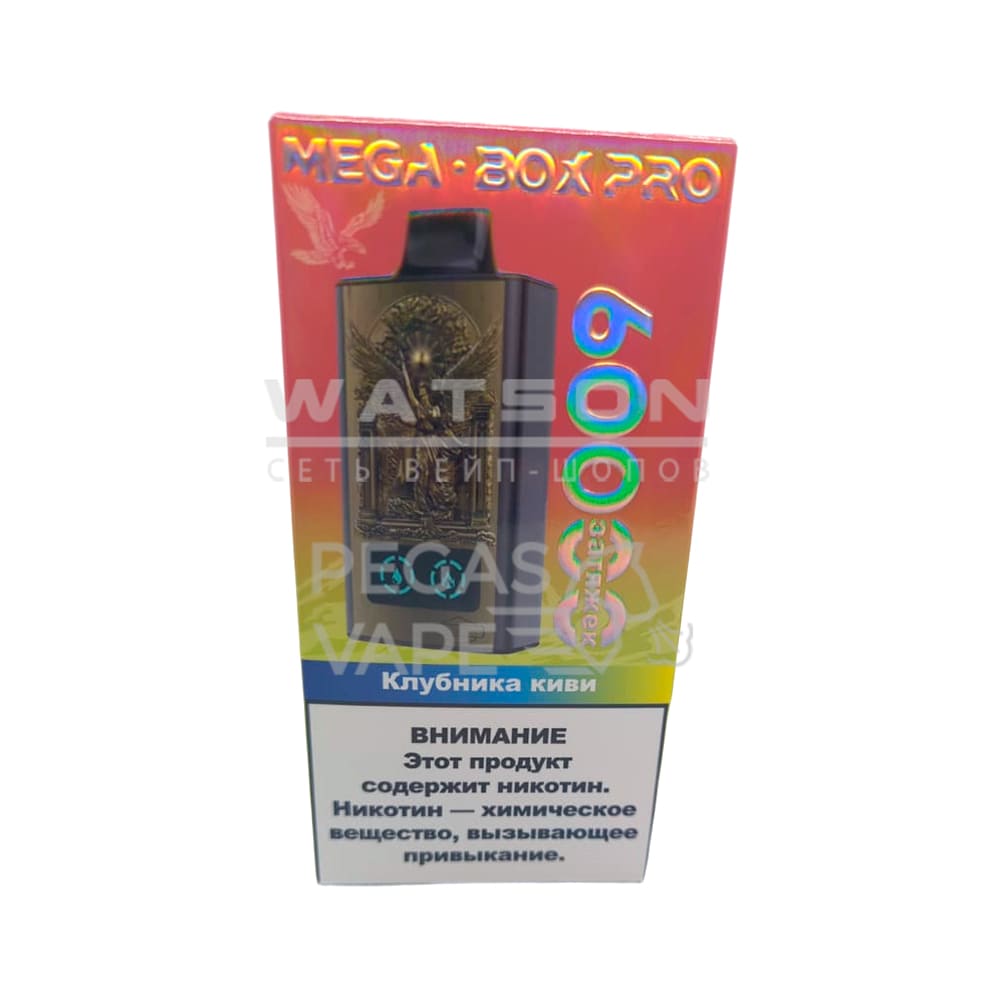 MEGA·BOX PRO
60000
затяжек
WATSON
СЕТЬ ВЕЙП-ШОПОВ
PEGAS
VAPE
Клубника киви
ВНИМАНИЕ
Этот продукт
содержит никотин.
Никотин — химическое
вещество, вызывающее
привыкание.